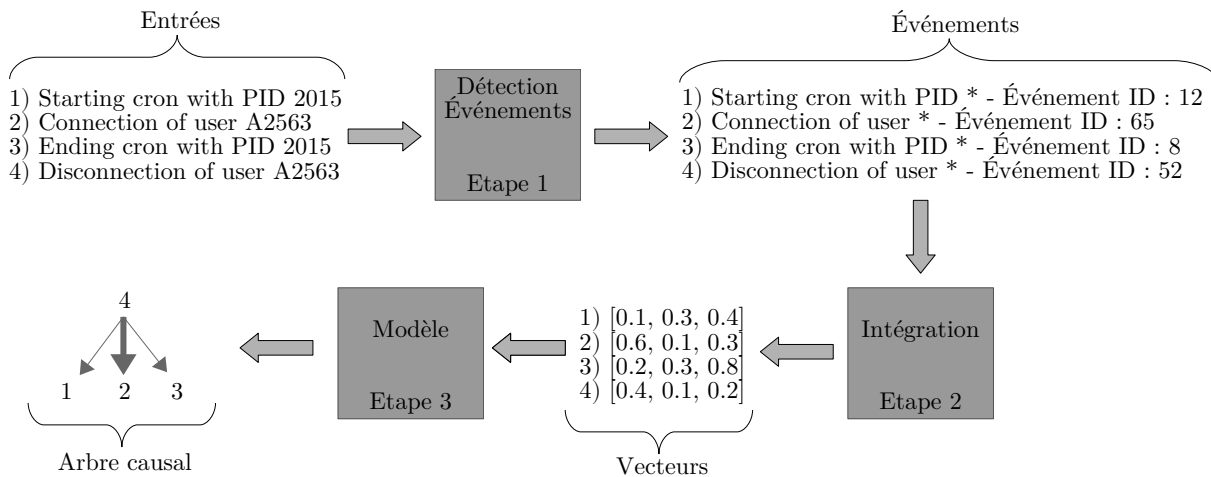 Entrées
1) Starting cron with PID 2015
2) Connection of user A2563
3) Ending cron with PID 2015
4) Disconnection of user A2563
Détection
Événements
Etape 1
Événements
1) Starting cron with PID * - Événement ID : 12
2) Connection of user * - Événement ID : 65
3) Ending cron with PID * - Événement ID : 8
4) Disconnection of user * - Événement ID : 52
Intégration
Etape 2
1) [0.1, 0.3, 0.4]
2) [0.6, 0.1, 0.3]
3) [0.2, 0.3, 0.8]
4) [0.4, 0.1, 0.2]
Vecteurs
Modèle
Etape 3
4
1 2 3
Arbre causal